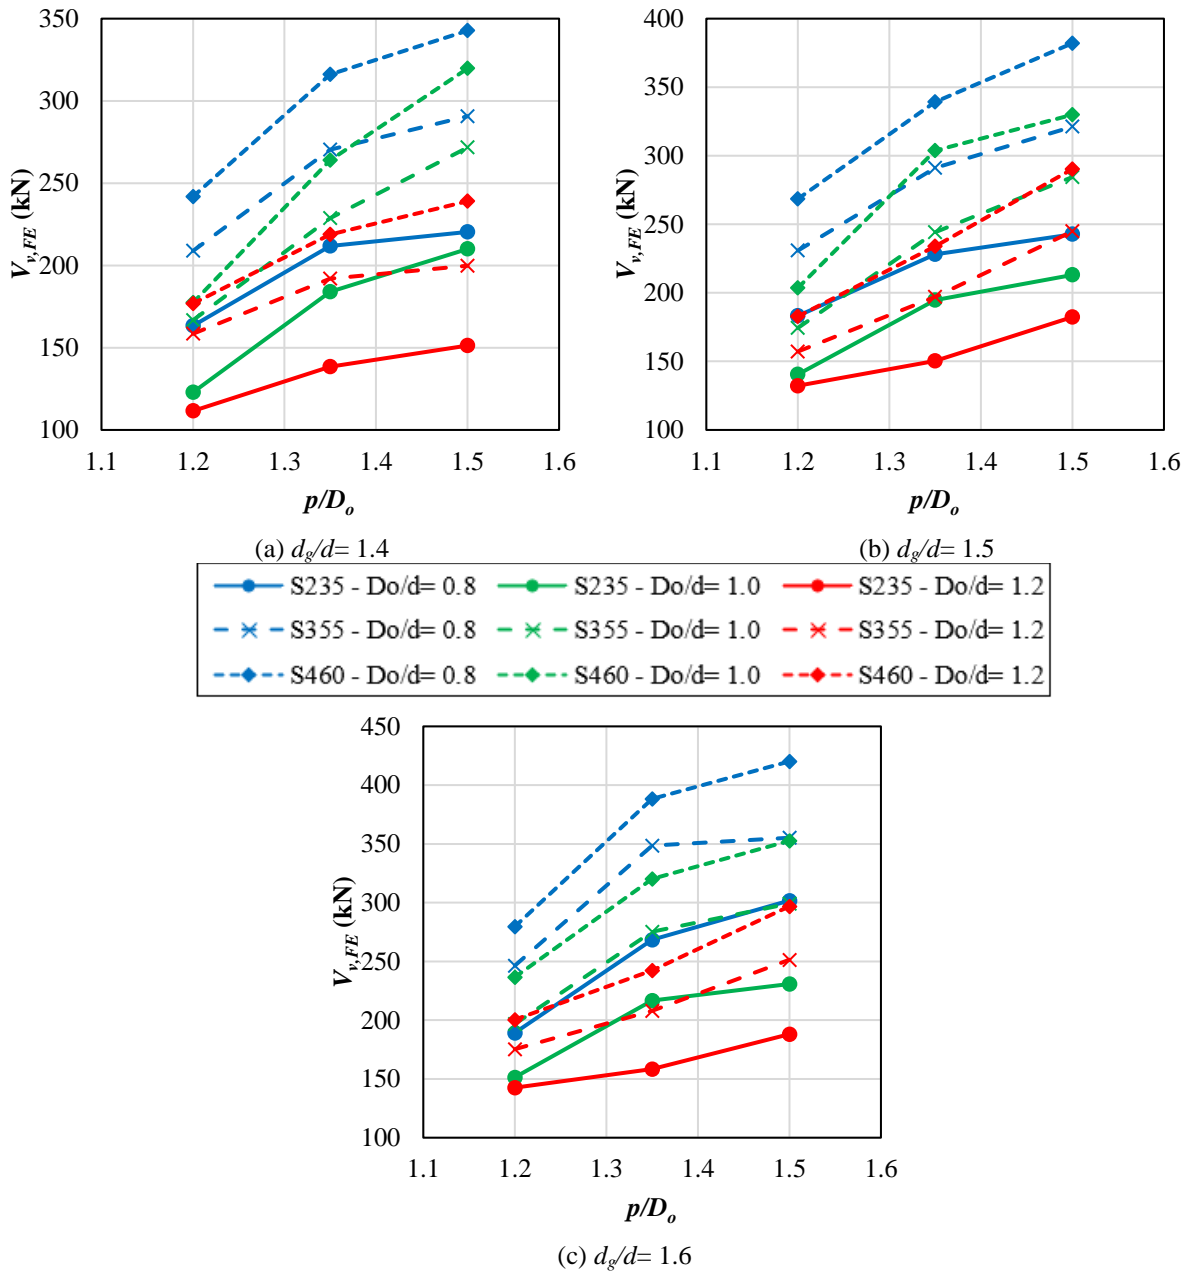 350
300
250
200
150
100
V_{v,FE} (kN)
1.1 1.2 1.3 1.4 1.5 1.6
p/D_o
(a) d_g/d= 1.4
400
350
300
250
200
150
100
V_{v,FE} (kN)
1.1 1.2 1.3 1.4 1.5 1.6
p/D_o
(b) d_g/d= 1.5
S235 - Do/d= 0.8 S235 - Do/d= 1.0 S235 - Do/d= 1.2
S355 - Do/d= 0.8 S355 - Do/d= 1.0 S355 - Do/d= 1.2
S460 - Do/d= 0.8 S460 - Do/d= 1.0 S460 - Do/d= 1.2
450
400
350
300
250
200
150
100
V_{v,FE} (kN)
1.1 1.2 1.3 1.4 1.5 1.6
p/D_o
(c) d_g/d= 1.6